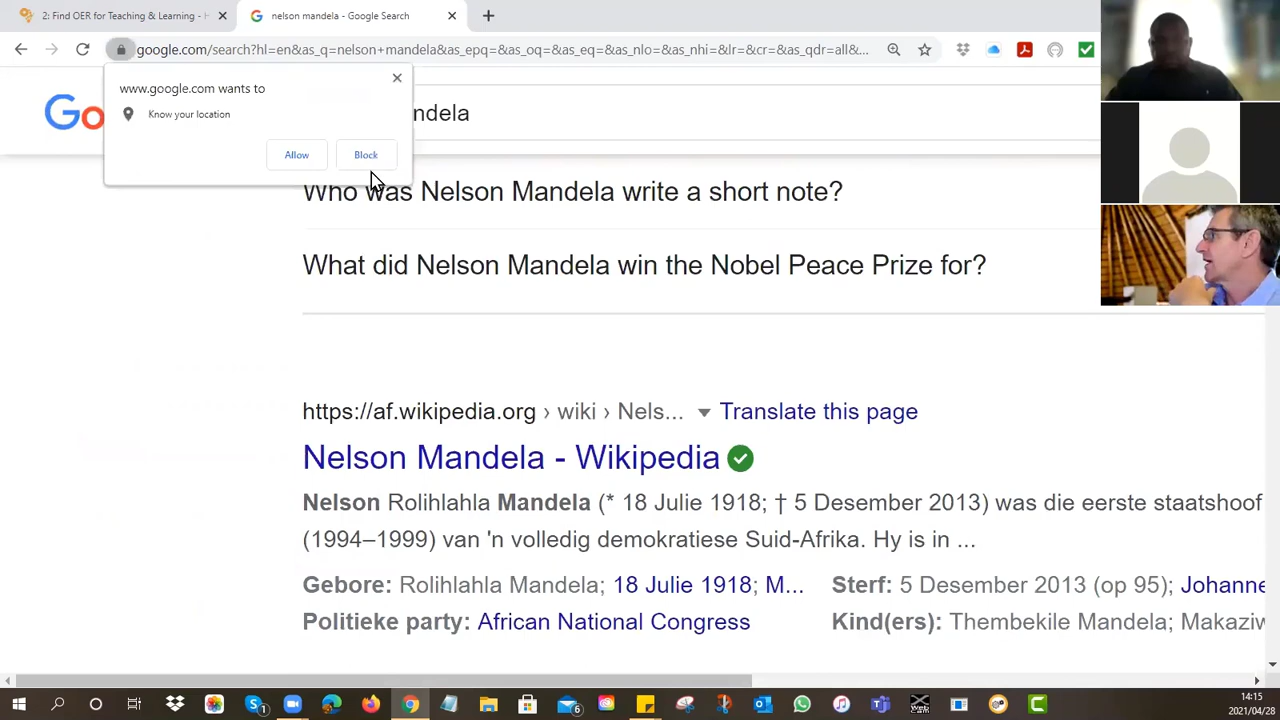 2: Find OER for Teaching & Learning - H
nelson mandela - Google Search
google.com/search?hl=en&as_q=nelson+mandela&as_epq=&as_oq=&as_eq=&as_nlo=&as_nhi=&lr=&cr=&as_qdr=all&...
www.google.com wants to
Know your location
Allow
Block
Go
ndela
Who was Nelson Mandela write a short note?
What did Nelson Mandela win the Nobel Peace Prize for?
https://af.wikipedia.org › wiki › Nels... Translate this page
Nelson Mandela - Wikipedia
Nelson Rolihlahla Mandela (* 18 Julie 1918; † 5 Desember 2013) was die eerste staatshoof
(1994–1999) van 'n volledig demokratiese Suid-Afrika. Hy is in ...
Gebore: Rolihlahla Mandela; 18 Julie 1918; M... Sterf: 5 Desember 2013 (op 95); Johanne
Politieke party: African National Congress Kind(ers): Thembekile Mandela; Makaziw
14:15
2021/04/28